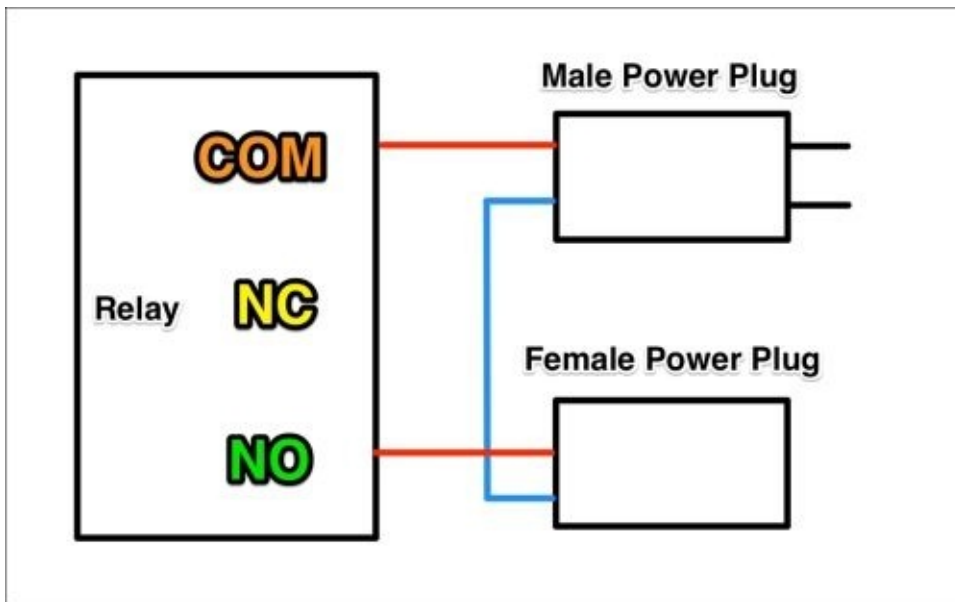 Male Power Plug
COM
Relay
NC
Female Power Plug
NO